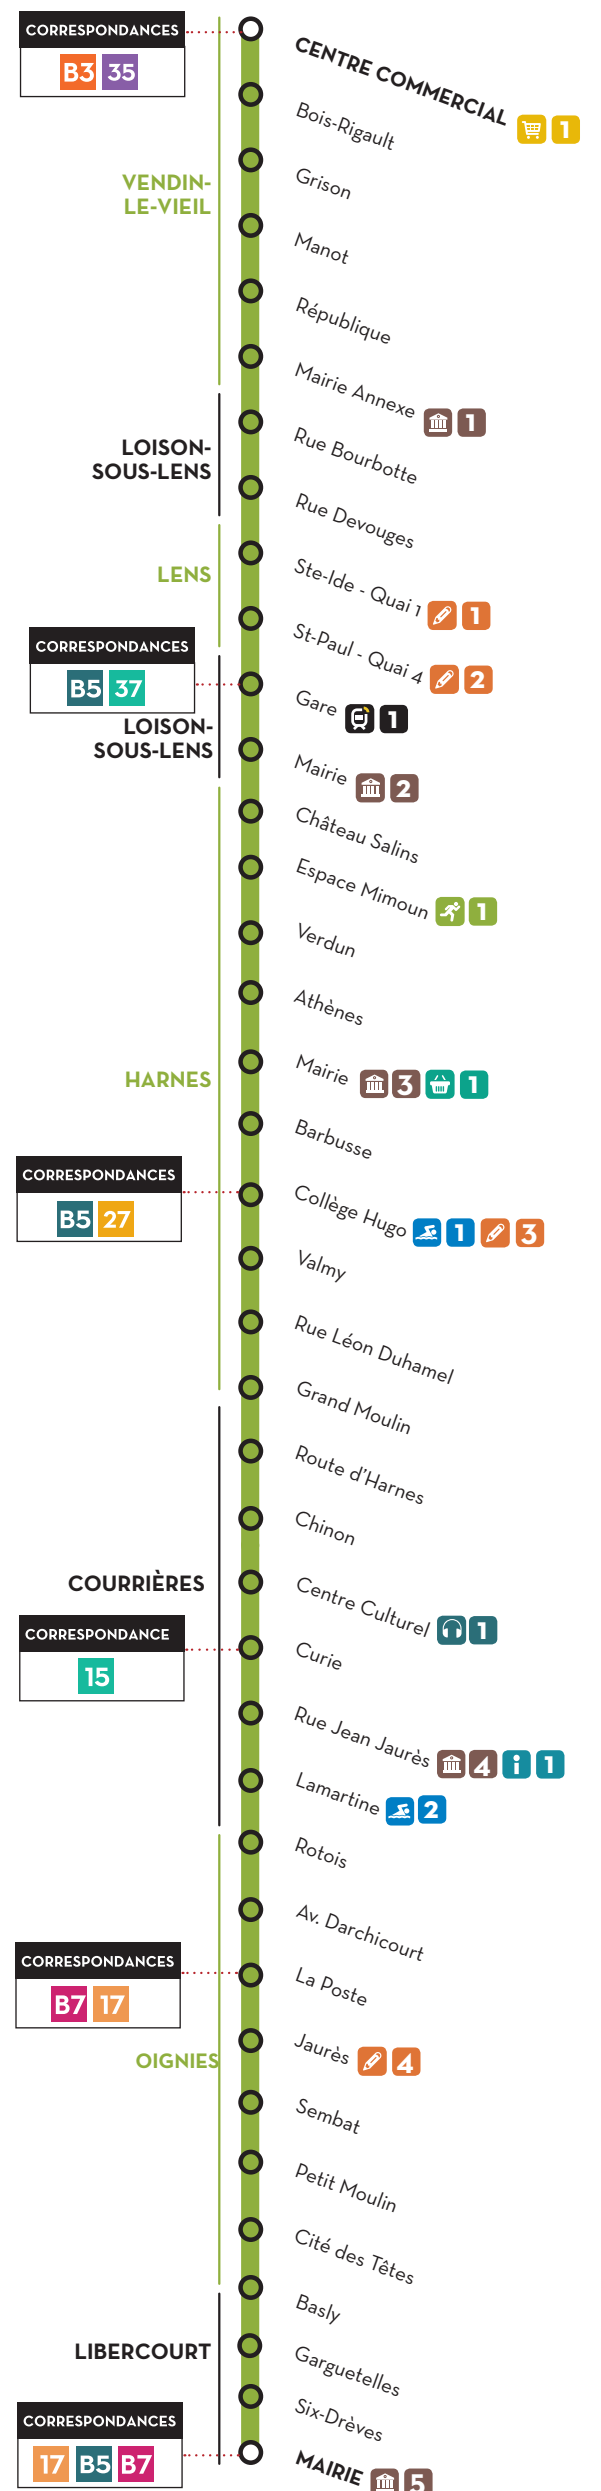 CORRESPONDANCES
B3 35
CENTRE COMMERCIAL 1
Bois-Rigault
VENDIN-
LE-VIEIL
Grison
Manot
République
Mairie Annexe 1
LOISON-
SOUS-LENS
Rue Bourbotte
Rue Devouges
LENS
Ste-Ide - Quai 1 1
St-Paul - Quai 4 2
CORRESPONDANCES
B5 37
Gare 1
LOISON-
SOUS-LENS
Mairie 2
Château Salins
Espace Mimoun 1
Verdun
Athènes
HARNES
Mairie 3 1
Barbusse
CORRESPONDANCES
B5 27
Collège Hugo 1 3
Valmy
Rue Léon Duhamel
Grand Moulin
Route d'Harnes
Chinon
COURRIÈRES
Centre Culturel 1
CORRESPONDANCE
15
Curie
Rue Jean Jaurès 4 i 1
Lamartine 2
Rotois
Av. Darchicourt
CORRESPONDANCES
B7 17
La Poste
OIGNIES
Jaurès 4
Sembat
Petit Moulin
Cité des Têtes
Basly
LIBERCOURT
Garguetelles
Six-Drèves
CORRESPONDANCES
17 B5 B7
MAIRIE 5